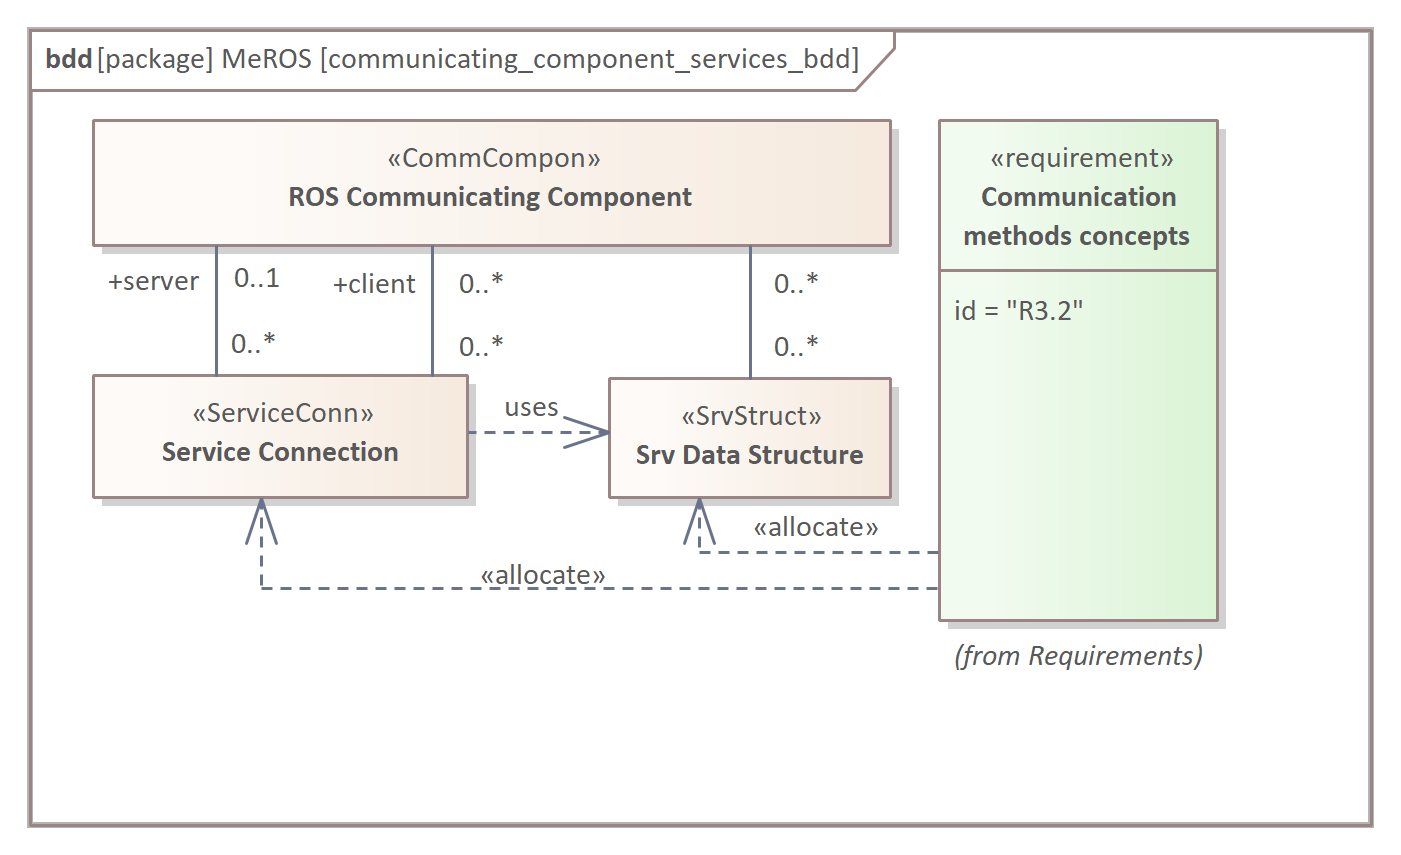 bdd [package] MeROS [communicating_component_services_bdd]
«CommCompon»
ROS Communicating Component
«requirement»
Communication
methods concepts
id = "R3.2"
+server
0..1
+client
0..*
0..*
0..*
0..*
0..*
«ServiceConn»
Service Connection
uses
«SrvStruct»
Srv Data Structure
«allocate»
«allocate»
(from Requirements)